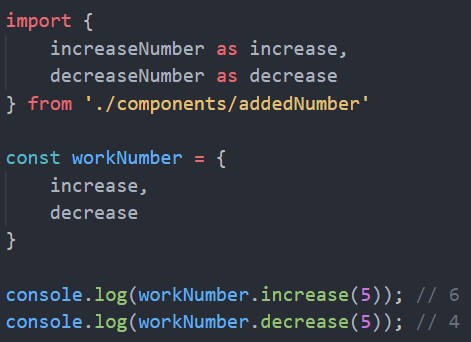 import {
    increaseNumber as increase,
    decreaseNumber as decrease
} from './components/addedNumber'

const workNumber = {
    increase,
    decrease
}

console.log(workNumber.increase(5)); // 6
console.log(workNumber.decrease(5)); // 4